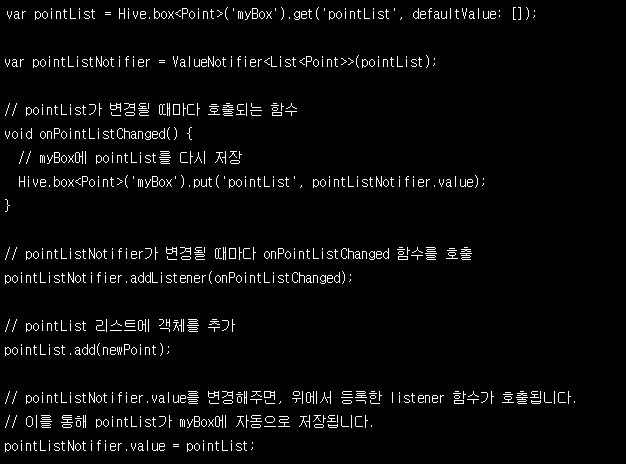 var pointList = Hive.box<Point>('myBox').get('pointList', defaultValue: []);
var pointListNotifier = ValueNotifier<List<Point>>(pointList);
// pointList가 변경될 때마다 호출되는 함수
void onPointListChanged() {
// myBox에 pointList를 다시 저장
Hive.box<Point>('myBox').put('pointList', pointListNotifier.value);
}
// pointListNotifier가 변경될 때마다 onPointListChanged 함수를 호출
pointListNotifier.addListener(onPointListChanged);
// pointList 리스트에 객체를 추가
pointList.add(newPoint);
// pointListNotifier.value를 변경해주면, 위에서 등록한 listener 함수가 호출됩니다.
// 이를 통해 pointList가 myBox에 자동으로 저장됩니다.
pointListNotifier.value = pointList;